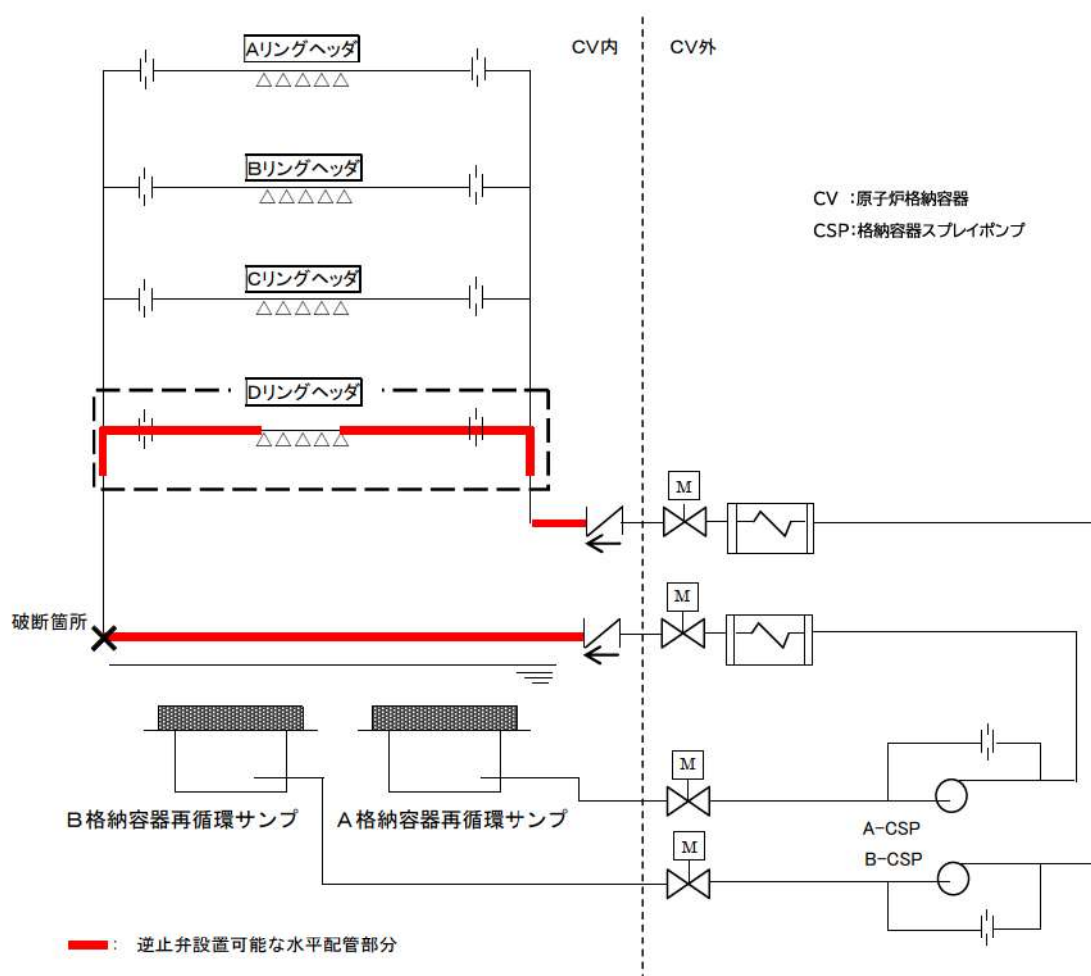 Aリングヘッダ
CV内
CV外
Bリングヘッダ
CV :原子炉格納容器
CSP:格納容器スプレイポンプ
Cリングヘッダ
Dリングヘッダ
M
M
破断箇所
M
B格納容器再循環サンプ
A格納容器再循環サンプ
A-CSP
M
B-CSP
: 逆止弁設置可能な水平配管部分